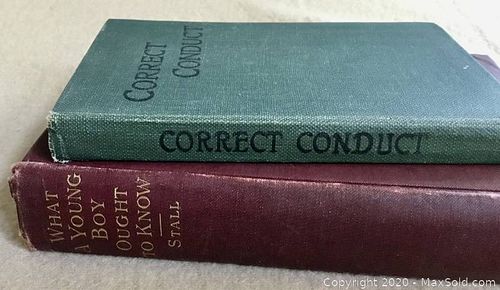 CORRECT
CONDUCT
CORRECT CONDUCT
WHAT
A YOUNG
BOY
OUGHT
TO KNOW
STALL
Copyright 2020 - MaxSold.com